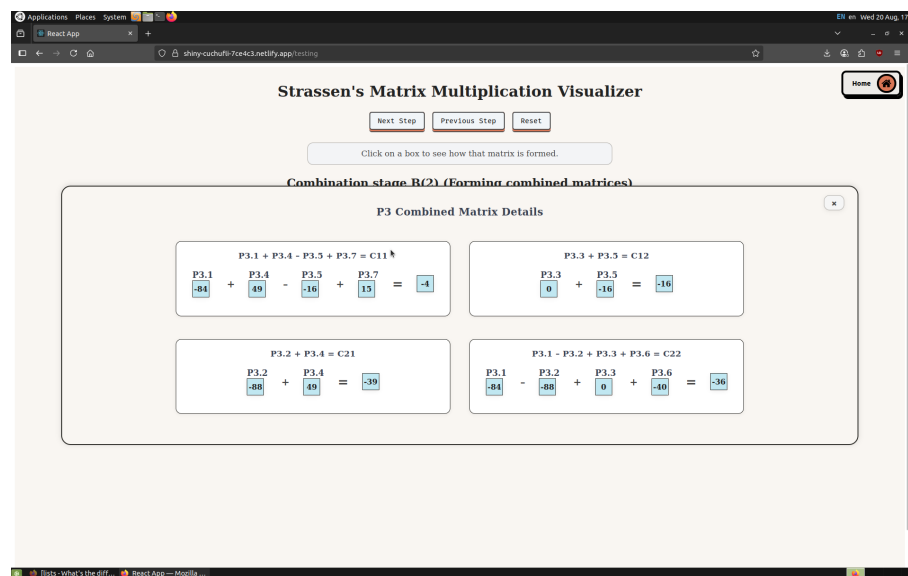 Applications Places System EN en Wed 20 Aug, 17
React App × +
shiny-cuchufli-7ce4c3.netlify.app/testing
Home
Strassen's Matrix Multiplication Visualizer
Next Step Previous Step Reset
Click on a box to see how that matrix is formed.
Combination stage B(2) (Forming combined matrices)
P3 Combined Matrix Details ×
P3.1 + P3.4 - P3.5 + P3.7 = C11
P3.1 P3.4 P3.5 P3.7
-84 + 49 - -16 + 15 = -4
P3.3 + P3.5 = C12
P3.3 P3.5
0 + -16 = -16
P3.2 + P3.4 = C21
P3.2 P3.4
-88 + 49 = -39
P3.1 - P3.2 + P3.3 + P3.6 = C22
P3.1 P3.2 P3.3 P3.6
-84 - -88 + 0 + -40 = -36
lists - What's the diff... React App — Mozilla ...